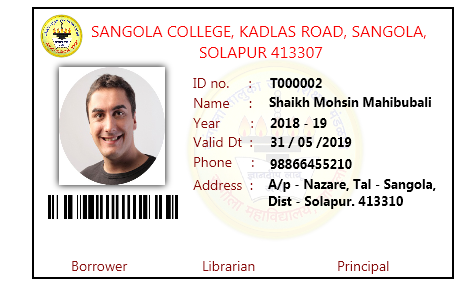 SANGOLA COLLEGE, KADLAS ROAD, SANGOLA,
SOLAPUR 413307
ID no. : T000002
Name : Shaikh Mohsin Mahibubali
Year : 2018 - 19
Valid Dt : 31 / 05 /2019
Phone : 98866455210
Address : A/p - Nazare, Tal - Sangola,
Dist - Solapur. 413310
Borrower Librarian Principal